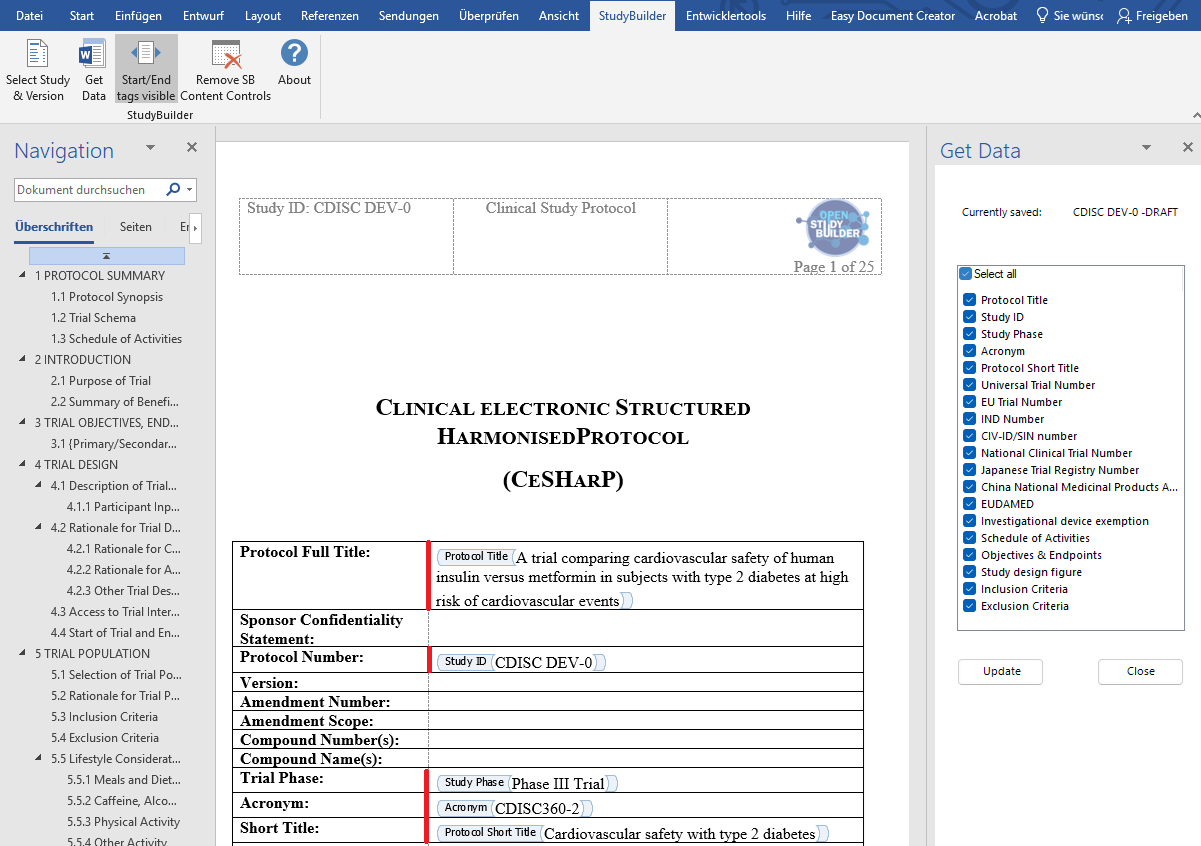 Datei Start Einfügen Entwurf Layout Referenzen Sendungen Überprüfen Ansicht StudyBuilder Entwicklertools Hilfe Easy Document Creator Acrobat Sie wünsc Freigeben
Select Study & Version
Get Data
Start/End tags visible
Remove SB Content Controls
About
StudyBuilder
Navigation
Dokument durchsuchen
Überschriften Seiten Er
1 PROTOCOL SUMMARY
1.1 Protocol Synopsis
1.2 Trial Schema
1.3 Schedule of Activities
2 INTRODUCTION
2.1 Purpose of Trial
2.2 Summary of Benefi...
3 TRIAL OBJECTIVES, END...
3.1 {Primary/Secondar...
4 TRIAL DESIGN
4.1 Description of Trial...
4.1.1 Participant Inp...
4.2 Rationale for Trial D...
4.2.1 Rationale for C...
4.2.2 Rationale for A...
4.2.3 Other Trial Des...
4.3 Access to Trial Inter...
4.4 Start of Trial and En...
5 TRIAL POPULATION
5.1 Selection of Trial Po...
5.2 Rationale for Trial P...
5.3 Inclusion Criteria
5.4 Exclusion Criteria
5.5 Lifestyle Considerat...
5.5.1 Meals and Diet...
5.5.2 Caffeine, Alco...
5.5.3 Physical Activity
5.5.4 Other Activity
Study ID: CDISC DEV-0
Clinical Study Protocol
OPEN
STUDY
BUILDER
Page 1 of 25
CLINICAL ELECTRONIC STRUCTURED
HARMONISEDPROTOCOL
(CESHARP)
Protocol Full Title:
Protocol Title A trial comparing cardiovascular safety of human
insulin versus metformin in subjects with type 2 diabetes at high
risk of cardiovascular events
Sponsor Confidentiality
Statement:
Protocol Number: Study ID CDISC DEV-0
Version:
Amendment Number:
Amendment Scope:
Compound Number(s):
Compound Name(s):
Trial Phase: Study Phase Phase III Trial
Acronym: Acronym CDISC360-2
Short Title: Protocol Short Title Cardiovascular safety with type 2 diabetes
Get Data
Currently saved: CDISC DEV-0 -DRAFT
Select all
Protocol Title
Study ID
Study Phase
Acronym
Protocol Short Title
Universal Trial Number
EU Trial Number
IND Number
CIV-ID/SIN number
National Clinical Trial Number
Japanese Trial Registry Number
China National Medicinal Products A...
EUDAMED
Investigational device exemption
Schedule of Activities
Objectives & Endpoints
Study design figure
Inclusion Criteria
Exclusion Criteria
Update Close